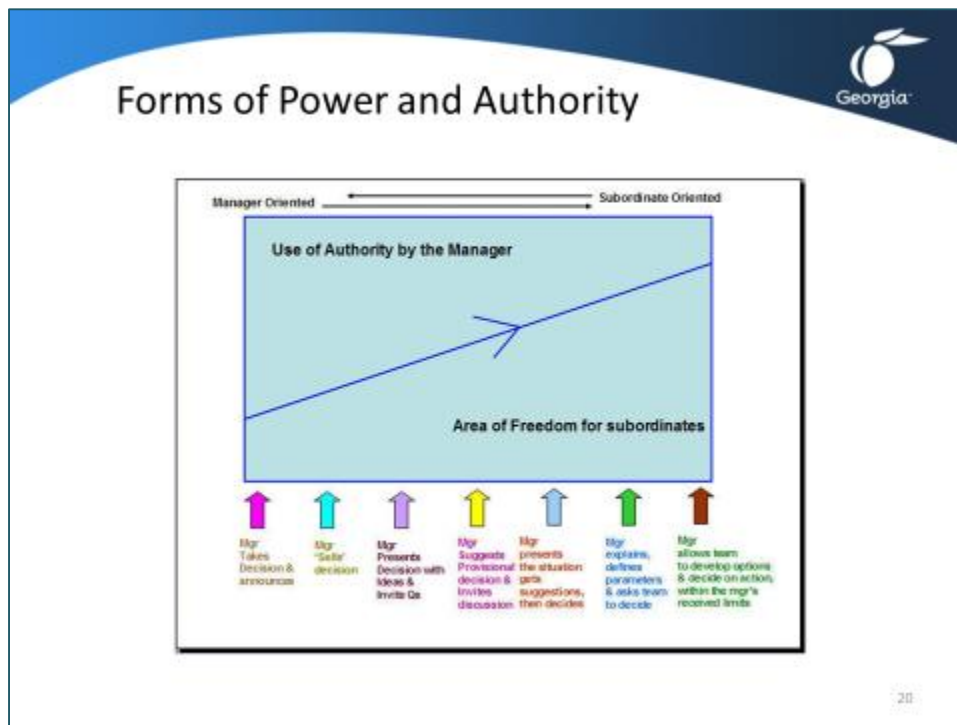 Forms of Power and Authority
Georgia
Manager Oriented
Subordinate Oriented
Use of Authority by the Manager
Area of Freedom for subordinates
Mgr
Takes
Decision &
announces
Mgr
'Sells'
decision
Mgr
Presents
Decision with
Ideas &
Invite Qs
Mgr
Suggests
Provisional
decision &
Invites
discussion
Mgr
presents
the situation
gets
suggestions,
then decides
Mgr
explains,
defines
parameters
& asks team
to decide
Mgr
allows team
to develop options
& decide on action,
within the mgr's
received limits
20